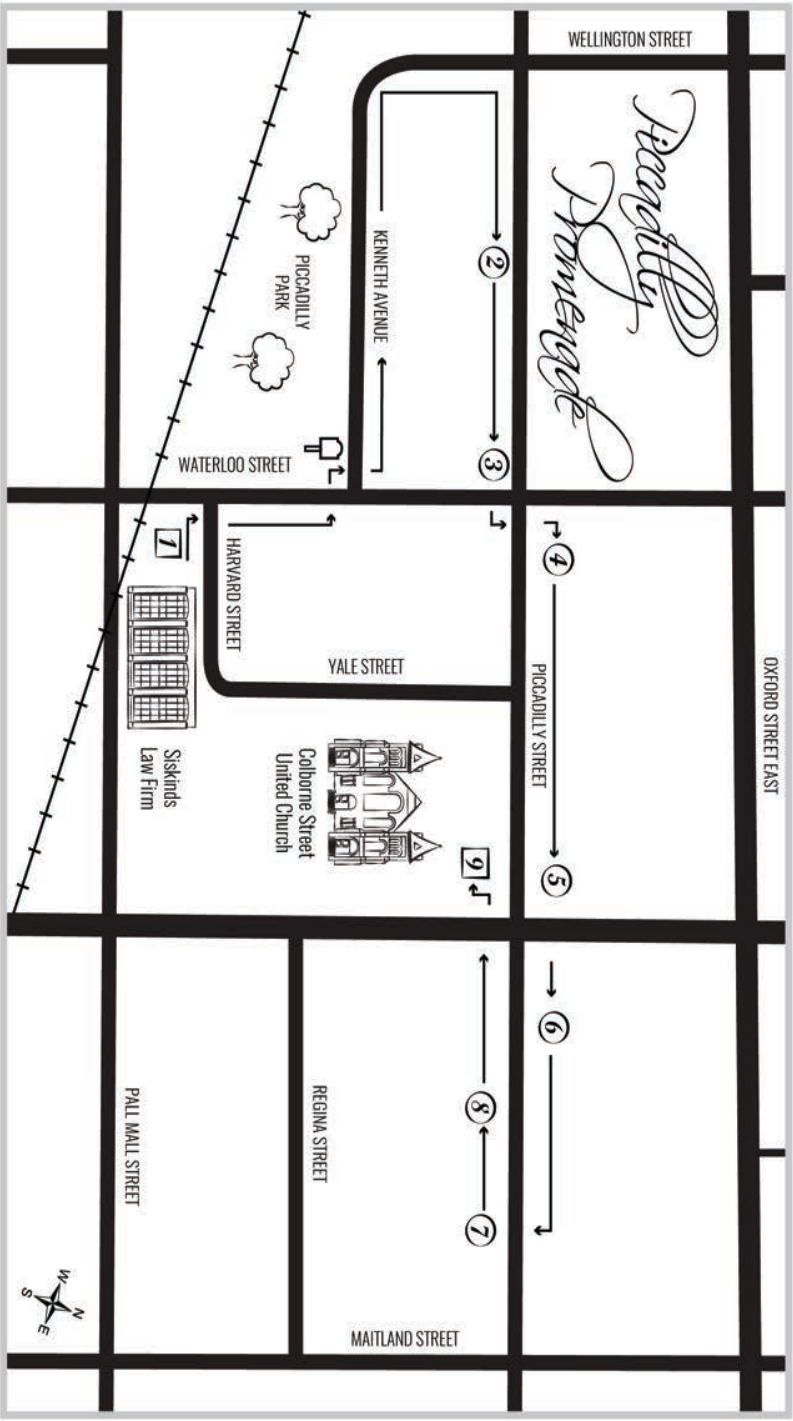 WELLINGTON STREET
Piccadilly
Promenade
KENNETH AVENUE
PICCADILLY
PARK
2
3
WATERLOO STREET
1
HARVARD STREET
4
YALE STREET
PICCADILLY STREET
OXFORD STREET EAST
Siskinds
Law Firm
Colborne Street
United Church
9
5
6
8
7
PALL MALL STREET
REGINA STREET
MAITLAND STREET
W
N
S
E